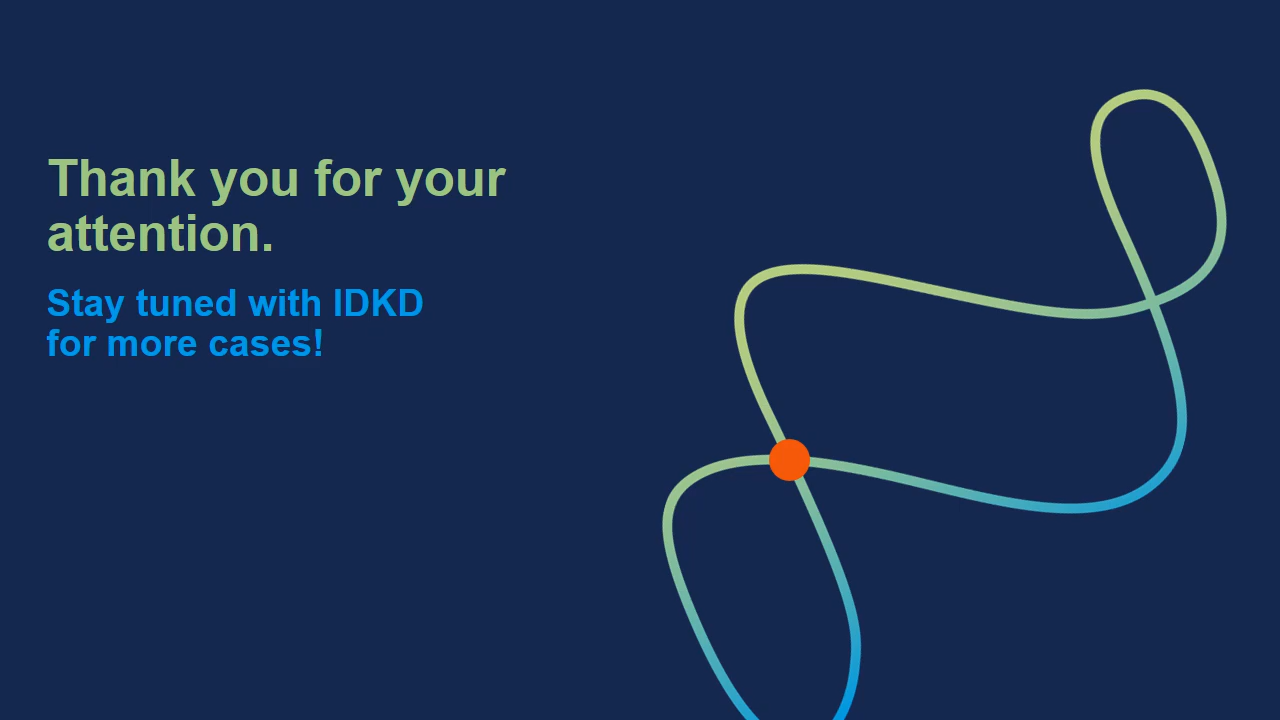 Thank you for your
attention.
Stay tuned with IDKD
for more cases!